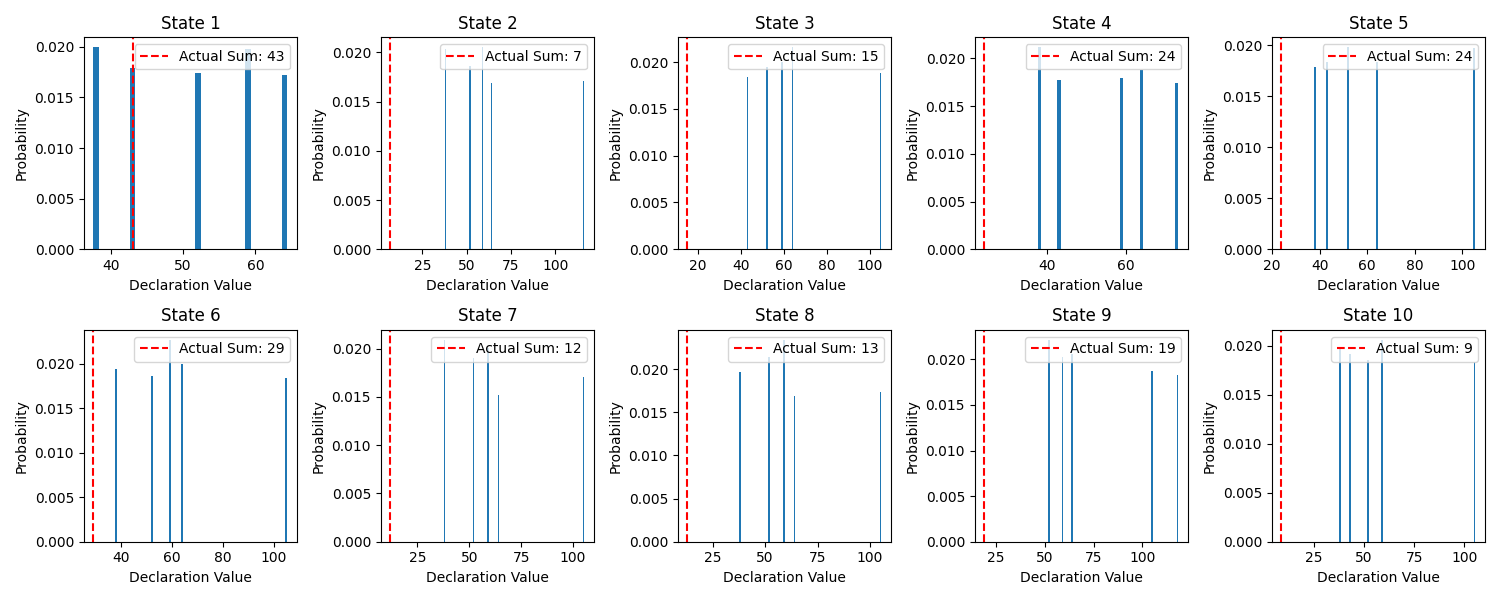 State 1
State 2
State 3
State 4
State 5
Actual Sum: 43
Actual Sum: 7
Actual Sum: 15
Actual Sum: 24
Actual Sum: 24
Probability
0.020
0.015
0.010
0.005
0.000
40 50 60
Declaration Value
Probability
0.020
0.015
0.010
0.005
0.000
25 50 75 100
Declaration Value
Probability
0.020
0.015
0.010
0.005
0.000
20 40 60 80 100
Declaration Value
Probability
0.020
0.015
0.010
0.005
0.000
40 60
Declaration Value
Probability
0.020
0.015
0.010
0.005
0.000
20 40 60 80 100
Declaration Value
State 6
State 7
State 8
State 9
State 10
Actual Sum: 29
Actual Sum: 12
Actual Sum: 13
Actual Sum: 19
Actual Sum: 9
Probability
0.020
0.015
0.010
0.005
0.000
40 60 80 100
Declaration Value
Probability
0.020
0.015
0.010
0.005
0.000
25 50 75 100
Declaration Value
Probability
0.020
0.015
0.010
0.005
0.000
25 50 75 100
Declaration Value
Probability
0.020
0.015
0.010
0.005
0.000
25 50 75 100
Declaration Value
Probability
0.020
0.015
0.010
0.005
0.000
25 50 75 100
Declaration Value